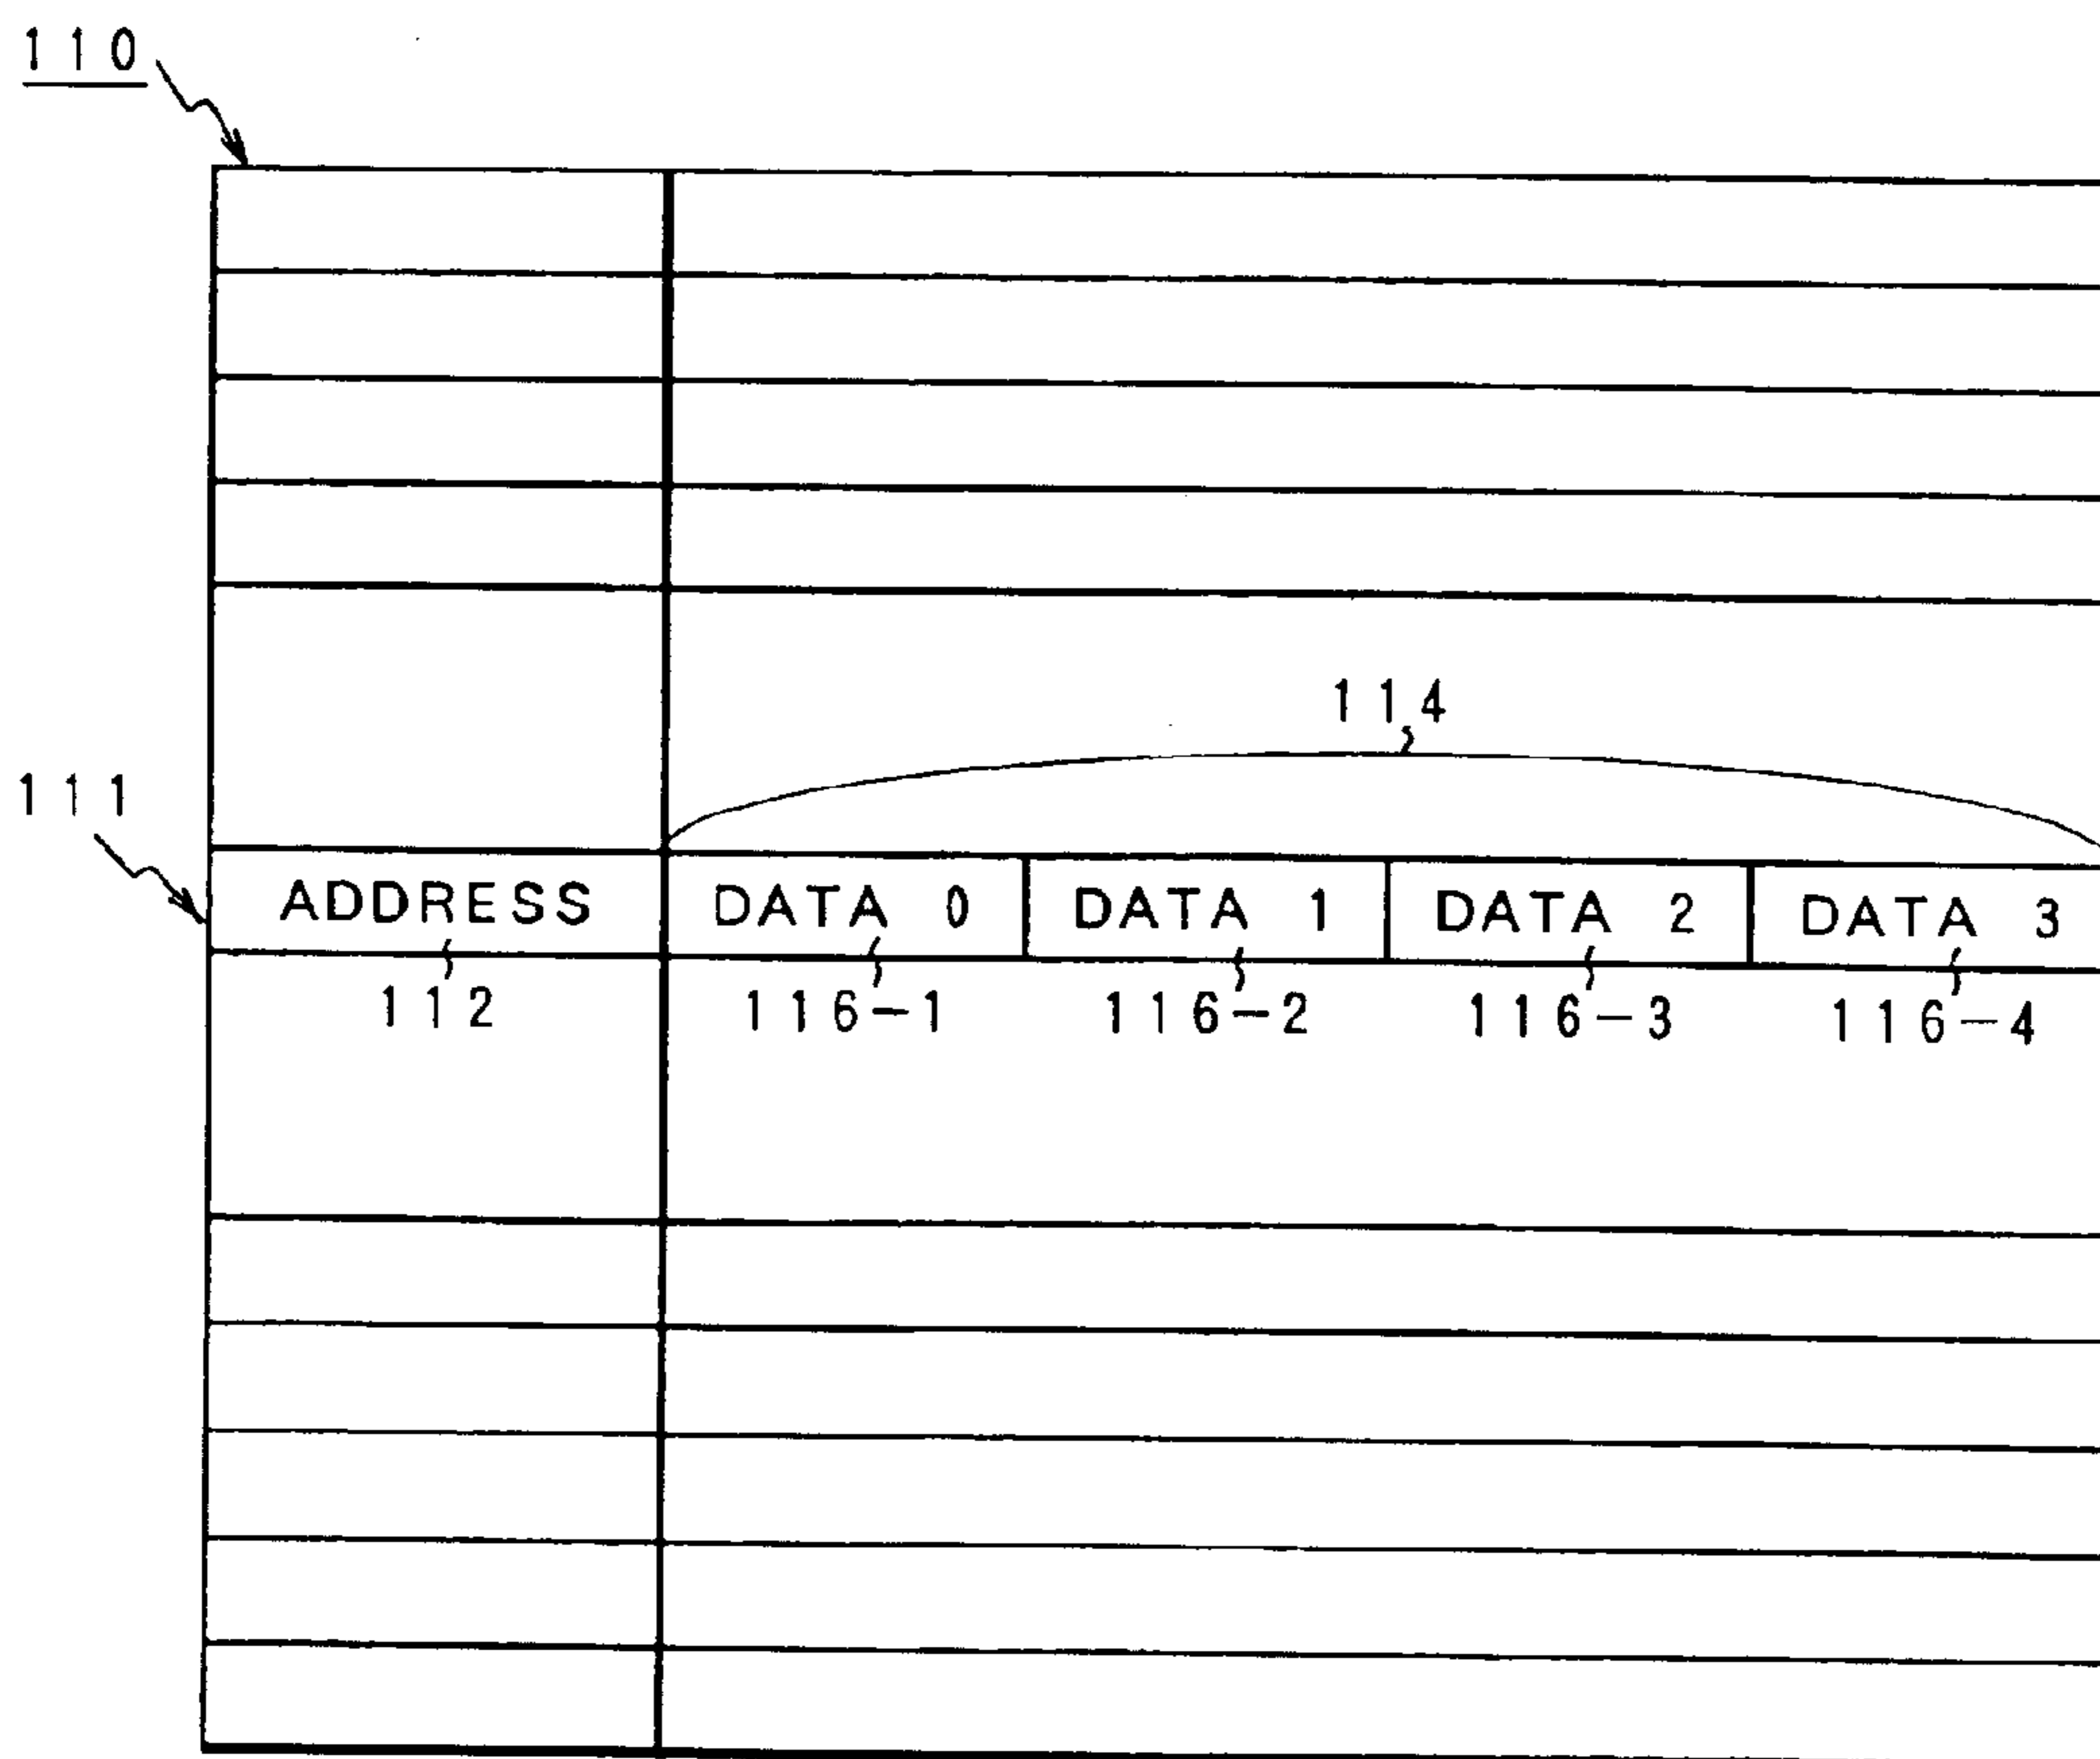 110
114
111
ADDRESS DATA 0 DATA 1 DATA 2 DATA 3
112 116-1 116-2 116-3 116-4